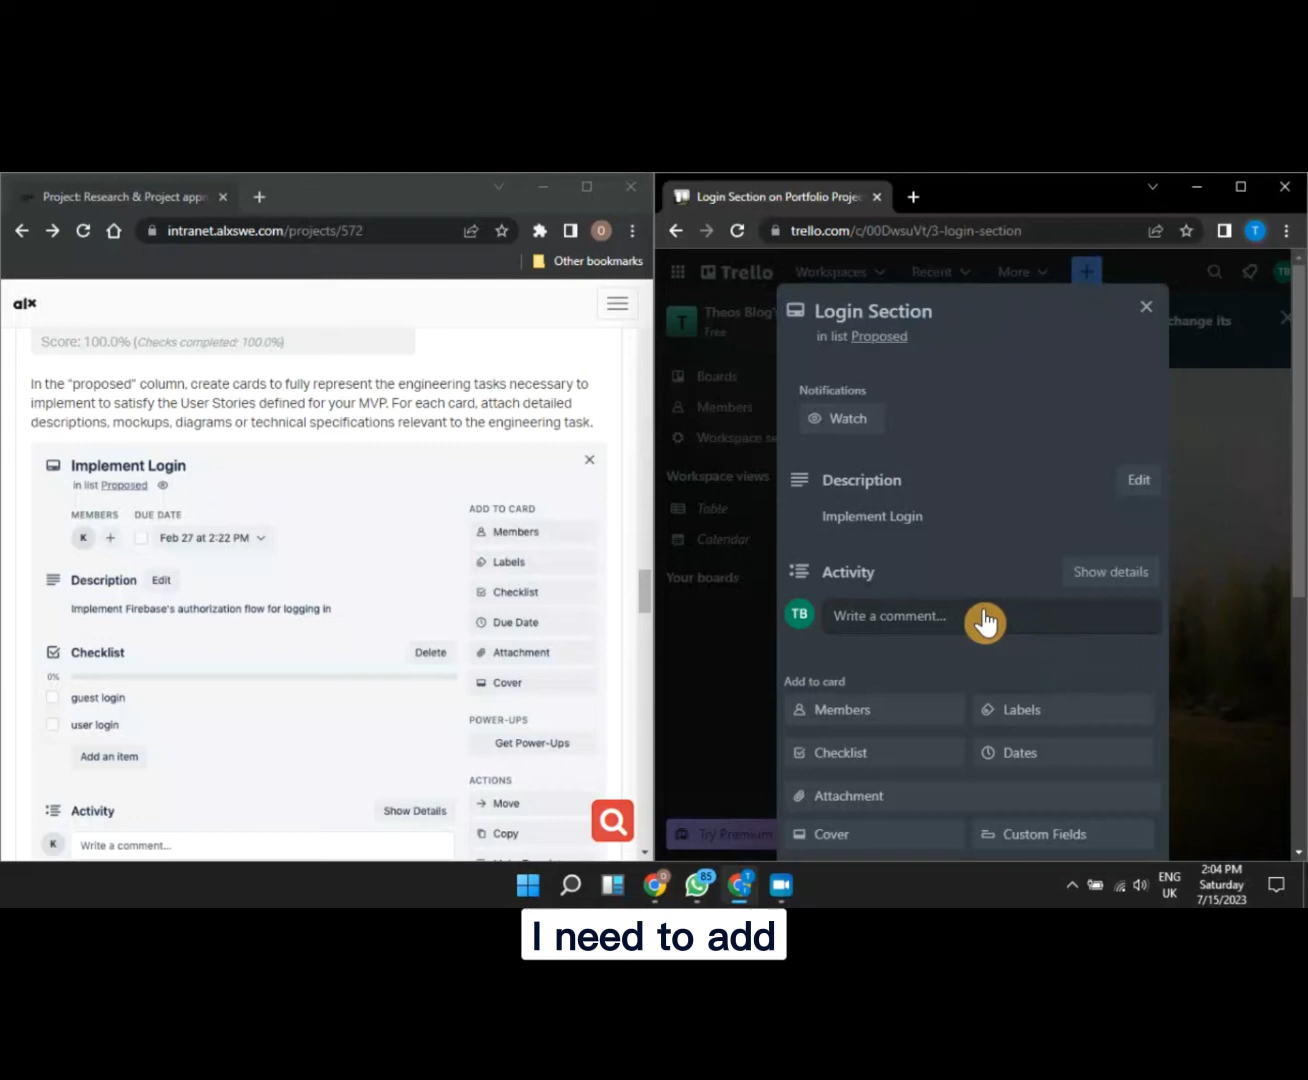 Project: Research & Project appr
intranet.alxswe.com/projects/572
O
Other bookmarks
alx
Score: 100.0% (Checks completed: 100.0%)
In the "proposed" column, create cards to fully represent the engineering tasks necessary to
implement to satisfy the User Stories defined for your MVP. For each card, attach detailed
descriptions, mockups, diagrams or technical specifications relevant to the engineering task.
Implement Login
in list Proposed
MEMBERS DUE DATE
K + Feb 27 at 2:22 PM
Description Edit
Implement Firebase's authorization flow for logging in
Checklist Delete
0%
guest login
user login
Add an item
Activity Show Details
K Write a comment...
ADD TO CARD
Members
Labels
Checklist
Due Date
Attachment
Cover
POWER-UPS
Get Power-Ups
ACTIONS
Move
Copy
Login Section on Portfolio Projec
trello.com/c/00DwsuVt/3-login-section
T
Trello Workspaces Recent More
TB
T Theos Blog's
Free
change its
Boards
Members
Workspace se
Workspace views
Table
Calendar
Your boards
Try Premium
Login Section
in list Proposed
Notifications
Watch
Description Edit
Implement Login
Activity Show details
TB Write a comment...
Add to card
Members Labels
Checklist Dates
Attachment
Cover Custom Fields
85
ENG
UK
2:04 PM
Saturday
7/15/2023
I need to add